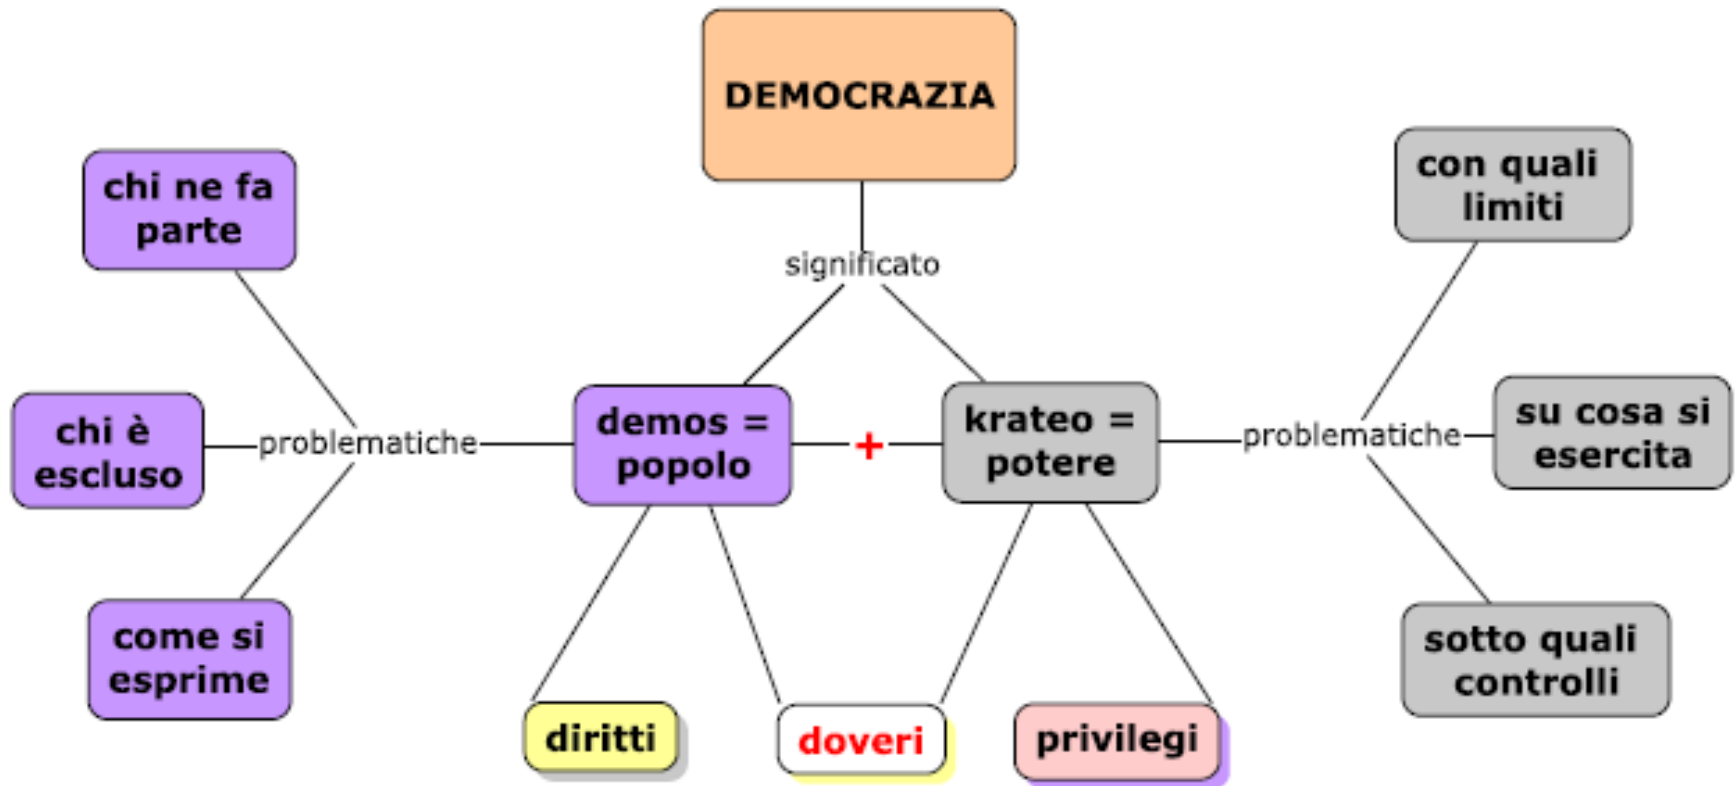 DEMOCRAZIA
significato
chi ne fa
parte
chi è
escluso
come si
esprime
problematiche
demos =
popolo
+
krateo =
potere
problematiche
con quali
limiti
su cosa si
esercita
sotto quali
controlli
diritti
doveri
privilegi